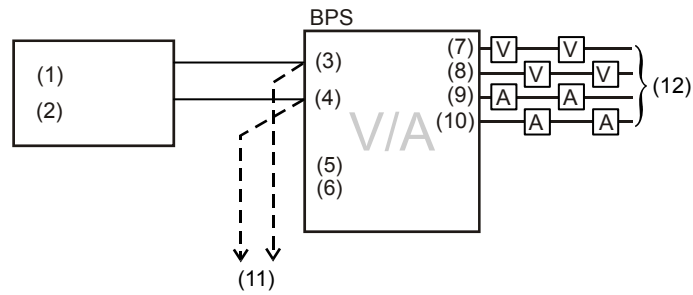 BPS
(1)
(2)
(3)
(4)
(5)
(6)
V/A
(7) V V
(8) V V
(9) A A
(10) A A
(12)
(11)